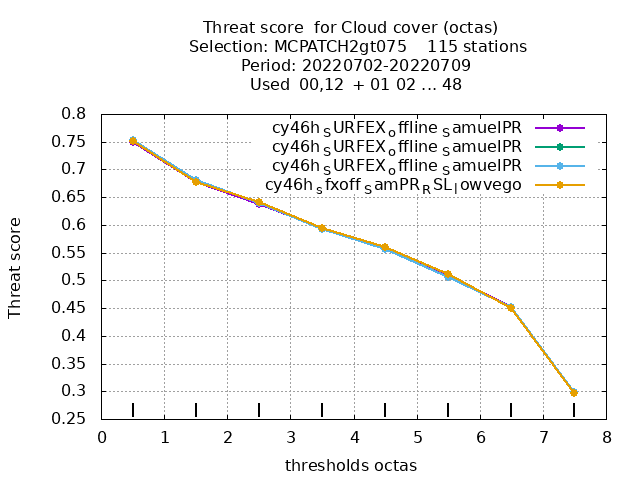 Threat score  for Cloud cover (octas)
Selection: MCPATCH2gt075    115 stations
Period: 20220702-20220709
Used  00,12  + 01 02 ... 48
cy46h_SURFEX_offline_SamuelPR
cy46h_SURFEX_offline_SamuelPR
cy46h_SURFEX_offline_SamuelPR
cy46h_sfxoff_SamPR_RSL_lowvego
0.8
0.75
0.7
0.65
0.6
0.55
0.5
0.45
0.4
0.35
0.3
0.25
Threat score
0 1 2 3 4 5 6 7 8
thresholds octas